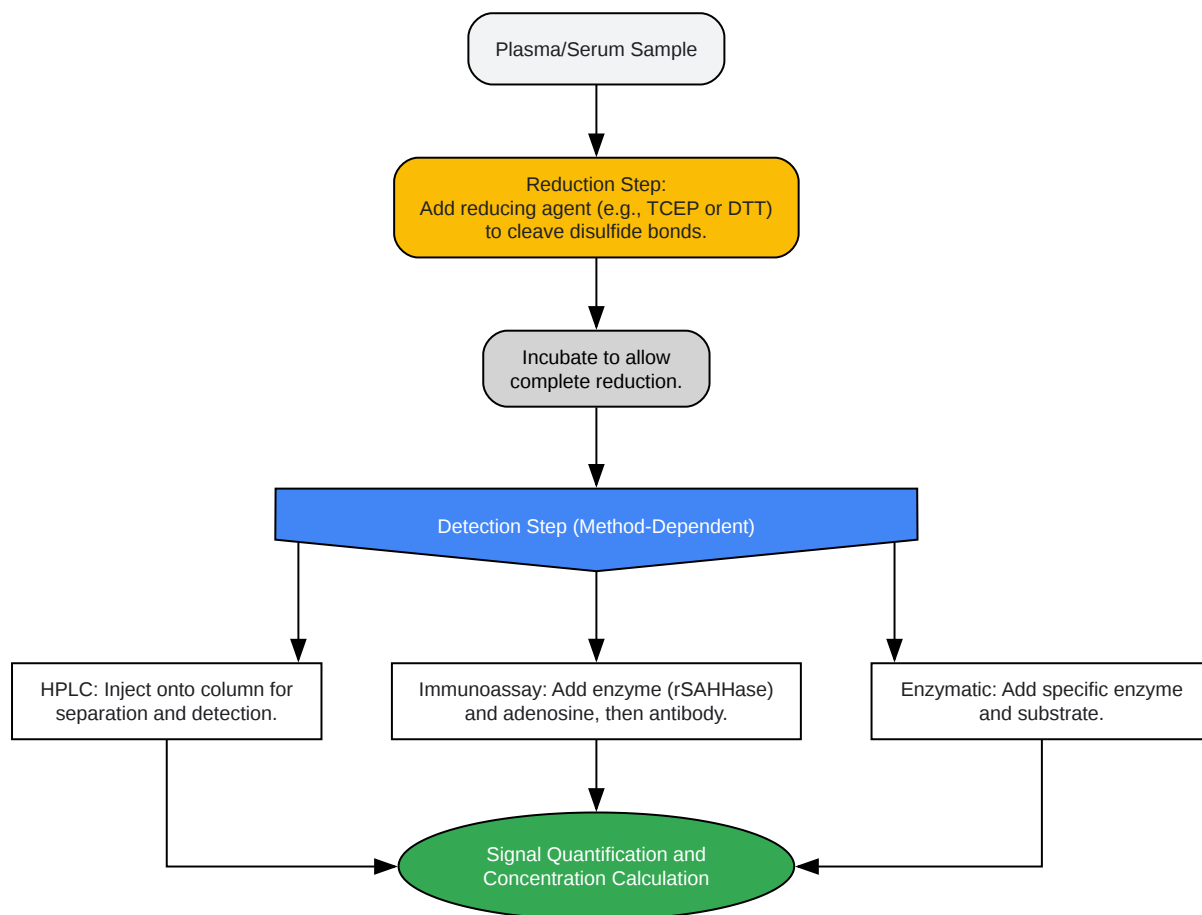 Plasma/Serum Sample
Reduction Step:
Add reducing agent (e.g., TCEP or DTT)
to cleave disulfide bonds.
Incubate to allow
complete reduction.
Detection Step (Method-Dependent)
HPLC: Inject onto column for
separation and detection.
Immunoassay: Add enzyme (rSAHHase)
and adenosine, then antibody.
Enzymatic: Add specific enzyme
and substrate.
Signal Quantification and
Concentration Calculation